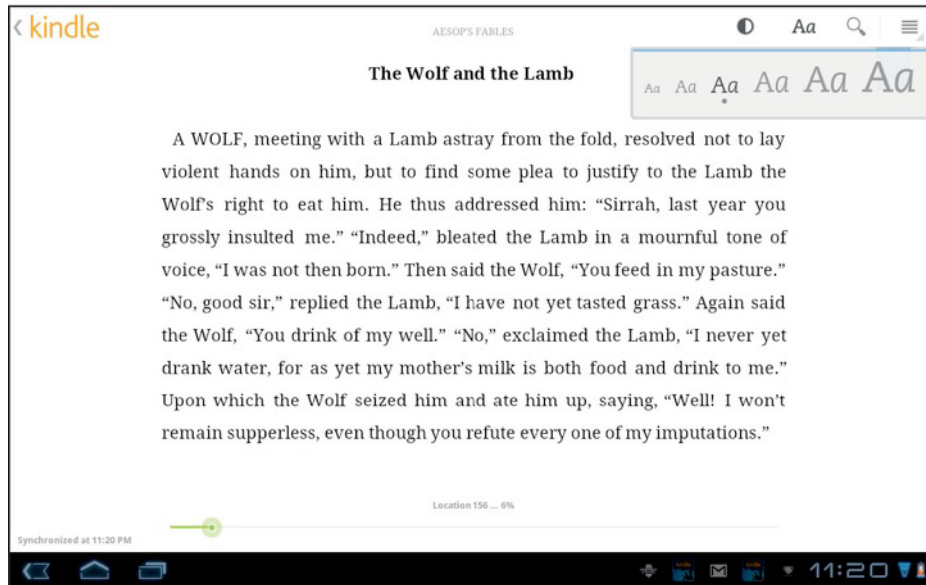 kindle
AESOP'S FABLES
Aa
The Wolf and the Lamb
Aa Aa Aa Aa Aa Aa
A WOLF, meeting with a Lamb astray from the fold, resolved not to lay
violent hands on him, but to find some plea to justify to the Lamb the
Wolf's right to eat him. He thus addressed him: “Sirrah, last year you
grossly insulted me.” “Indeed,” bleated the Lamb in a mournful tone of
voice, “I was not then born.” Then said the Wolf, “You feed in my pasture.”
“No, good sir,” replied the Lamb, “I have not yet tasted grass.” Again said
the Wolf, “You drink of my well.” “No,” exclaimed the Lamb, “I never yet
drank water, for as yet my mother’s milk is both food and drink to me.”
Upon which the Wolf seized him and ate him up, saying, “Well! I won’t
remain supperless, even though you refute every one of my imputations.”
Location 156 ... 6%
Synchronized at 11:20 PM
11:20